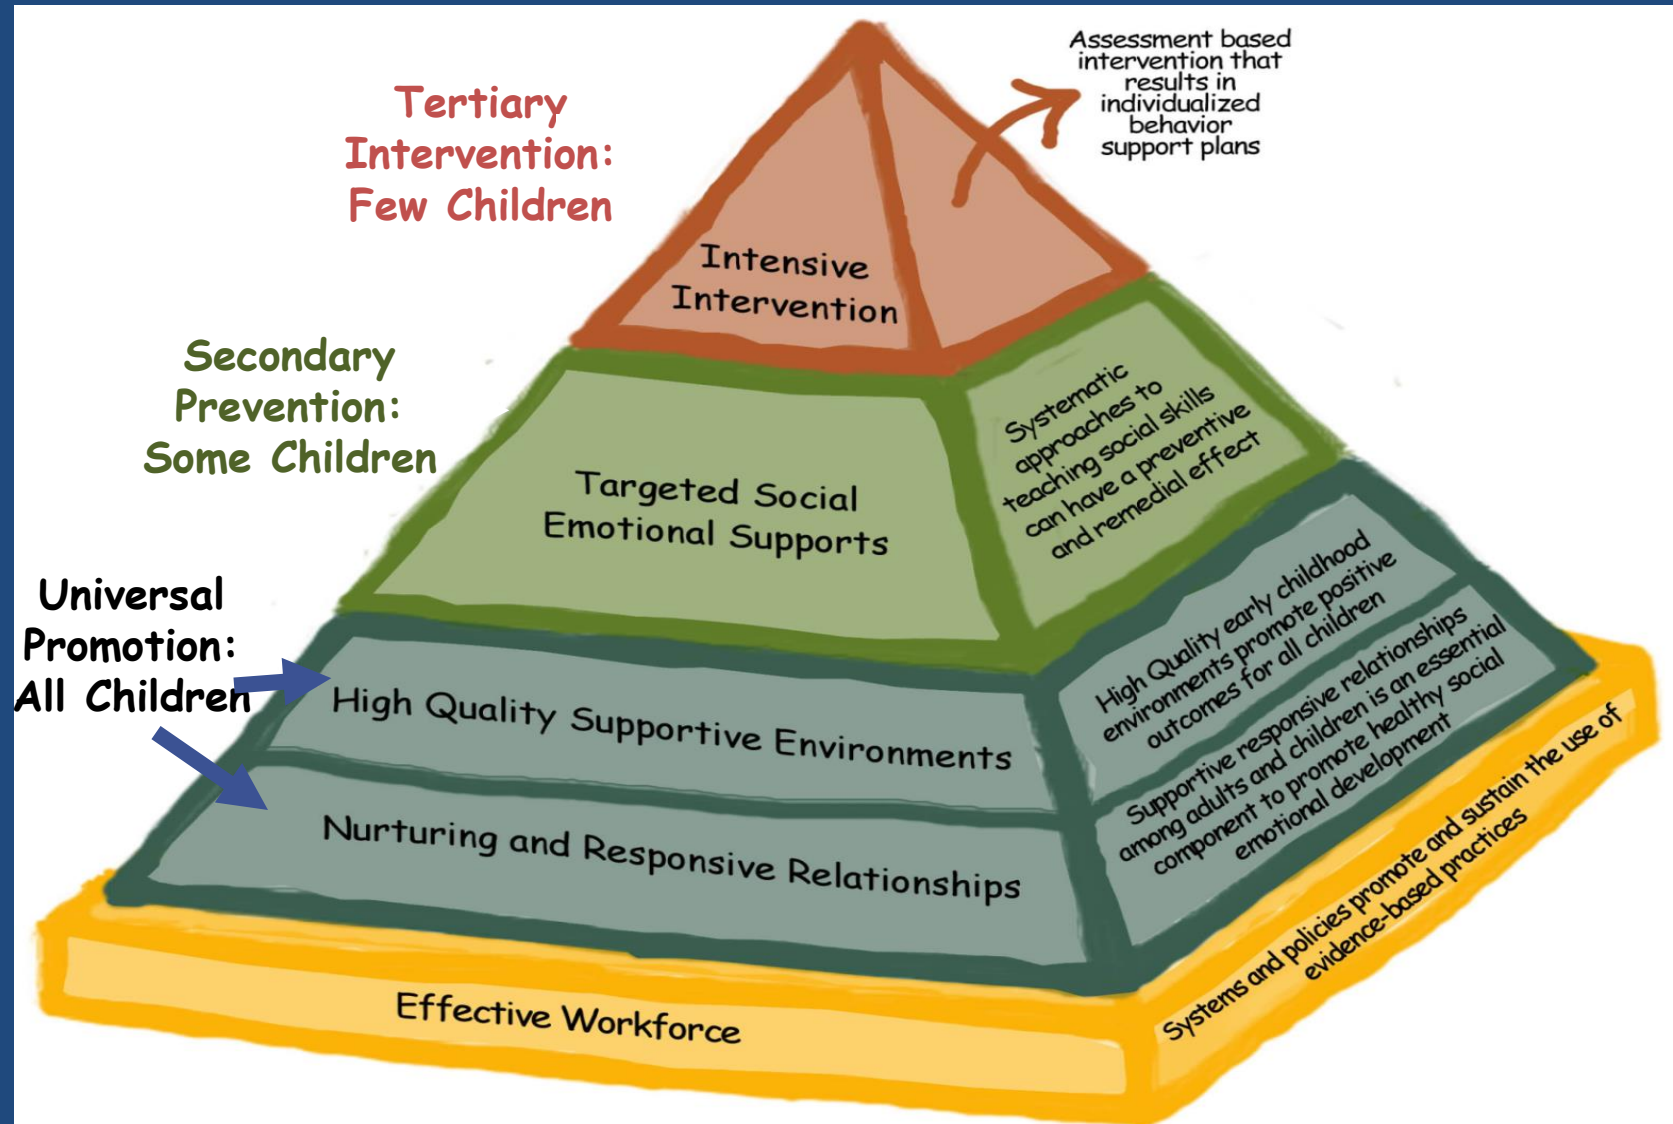 Assessment based
intervention that
results in
individualized
behavior
support plans
Tertiary
Intervention:
Few Children
Intensive
Intervention
Secondary
Prevention:
Some Children
Systematic
approaches to
teaching social skills
can have a preventive
and remedial effect
Targeted Social
Emotional Supports
Universal
Promotion:
All Children
High Quality early childhood
environments promote positive
outcomes for all children
High Quality Supportive Environments
Supportive responsive relationships
among adults and children is an essential
component to promote healthy social
emotional development
Nurturing and Responsive Relationships
Systems and policies promote and sustain the use of
evidence-based practices
Effective Workforce